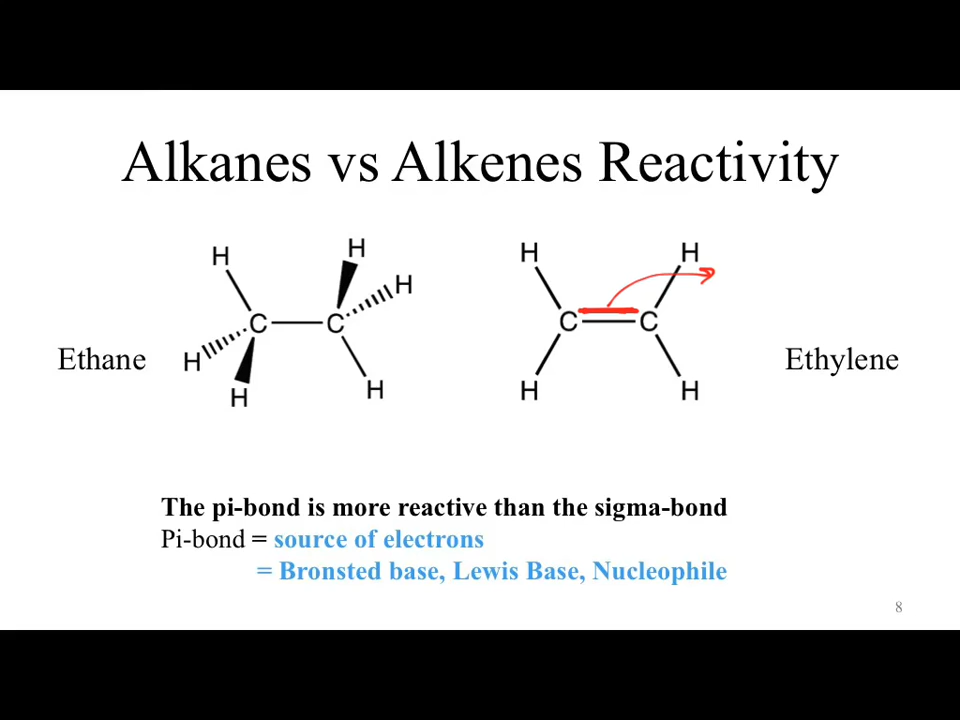 Alkanes vs Alkenes Reactivity
H H H C C H H H
H H C C H H
Ethane
Ethylene
The pi-bond is more reactive than the sigma-bond
Pi-bond = source of electrons
= Bronsted base, Lewis Base, Nucleophile
8